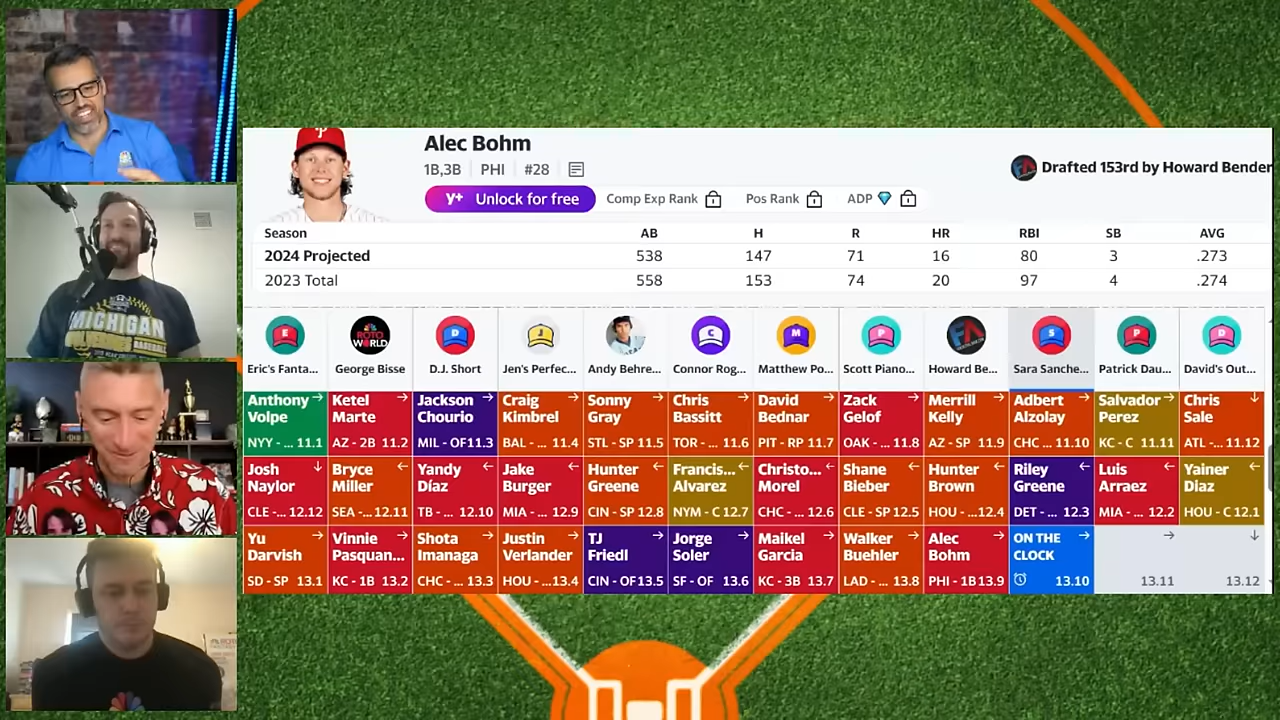 MICHIGAN
P
Alec Bohm
1B,3B PHI #28
Drafted 153rd by Howard Bender
y+ Unlock for free Comp Exp Rank Pos Rank ADP
Season AB H R HR RBI SB AVG
2024 Projected 538 147 71 16 80 3 .273
2023 Total 558 153 74 20 97 4 .274
E ROTO WORLD D J C M P FA S P D
Eric's Fanta... George Bisse D.J. Short Jen's Perfec... Andy Behre... Connor Rog... Matthew Po... Scott Piano... Howard Be... Sara Sanche... Patrick Dau... David's Out...
Anthony Ketel Jackson Craig Sonny Chris David Zack Merrill Adbert Salvador Chris
Volpe Marte Chourio Kimbrel Gray Bassitt Bednar Gelof Kelly Alzolay Perez Sale
NYY - ... 11.1 AZ - 2B 11.2 MIL - OF 11.3 BAL - ... 11.4 STL - SP 11.5 TOR - ... 11.6 PIT - RP 11.7 OAK - ... 11.8 AZ - SP 11.9 CHC ... 11.10 KC - C 11.11 ATL - ... 11.12
Josh Bryce Yandy Jake Hunter Francis... Christo... Shane Hunter Riley Luis Yainer
Naylor Miller Díaz Burger Greene Alvarez Morel Bieber Brown Greene Arraez Diaz
CLE - ... 12.12 SEA - ... 12.11 TB - ... 12.10 MIA - ... 12.9 CIN - SP 12.8 NYM - C 12.7 CHC - ... 12.6 CLE - SP 12.5 HOU - ... 12.4 DET - ... 12.3 MIA - ... 12.2 HOU - C 12.1
Yu Vinnie Shota Justin TJ Jorge Maikel Walker Alec ON THE
Darvish Pasquan... Imanaga Verlander Friedl Soler Garcia Buehler Bohm CLOCK
SD - SP 13.1 KC - 1B 13.2 CHC - ... 13.3 HOU - ... 13.4 CIN - OF 13.5 SF - OF 13.6 KC - 3B 13.7 LAD - ... 13.8 PHI - 1B 13.9 13.10 13.11 13.12